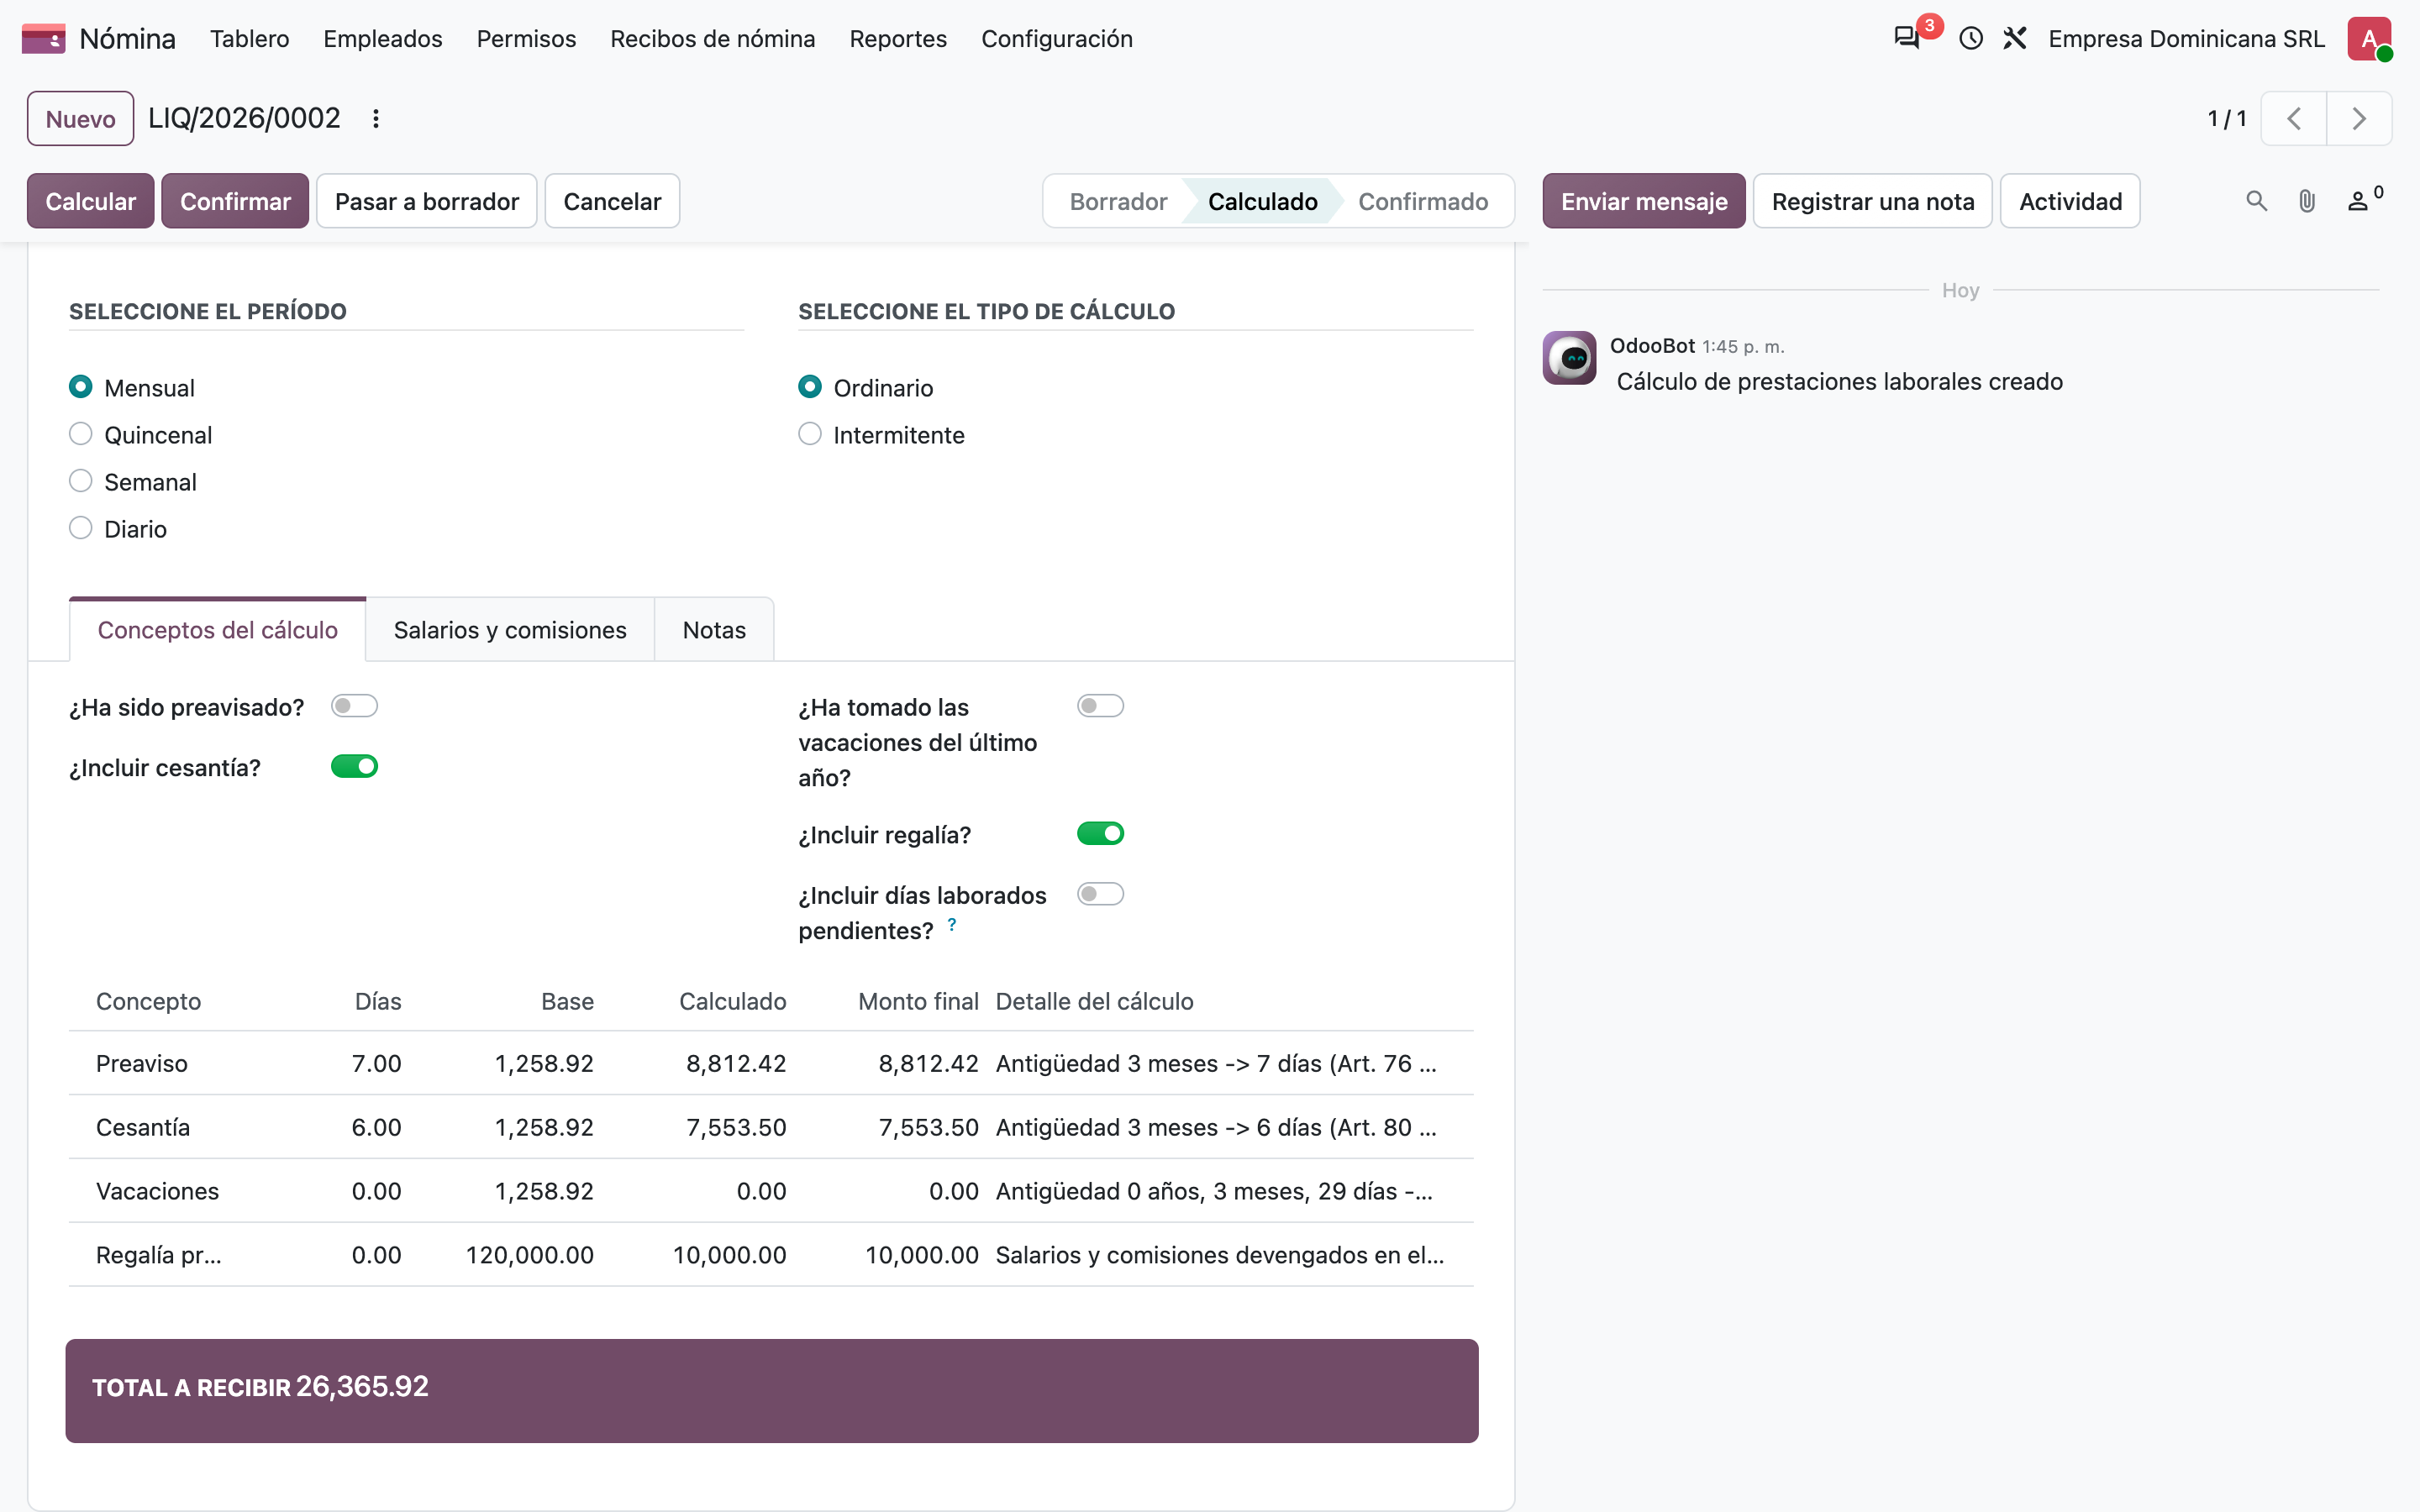 Nómina Tablero Empleados Permisos Recibos de nómina Reportes Configuración 3 Empresa Dominicana SRL A
Nuevo LIQ/2026/0002 1 / 1
Calcular Confirmar Pasar a borrador Cancelar Borrador Calculado Confirmado Enviar mensaje Registrar una nota Actividad 0
SELECCIONE EL PERÍODO
Mensual
Quincenal
Semanal
Diario
SELECCIONE EL TIPO DE CÁLCULO
Ordinario
Intermitente
Conceptos del cálculo Salarios y comisiones Notas
¿Ha sido preavisado?
¿Incluir cesantía?
¿Ha tomado las
vacaciones del último
año?
¿Incluir regalía?
¿Incluir días laborados
pendientes? ?
Concepto Días Base Calculado Monto final Detalle del cálculo
Preaviso 7.00 1,258.92 8,812.42 8,812.42 Antigüedad 3 meses -> 7 días (Art. 76 ...
Cesantía 6.00 1,258.92 7,553.50 7,553.50 Antigüedad 3 meses -> 6 días (Art. 80 ...
Vacaciones 0.00 1,258.92 0.00 0.00 Antigüedad 0 años, 3 meses, 29 días -...
Regalía pr... 0.00 120,000.00 10,000.00 10,000.00 Salarios y comisiones devengados en el...
TOTAL A RECIBIR 26,365.92
Hoy
OdooBot 1:45 p. m.
Cálculo de prestaciones laborales creado